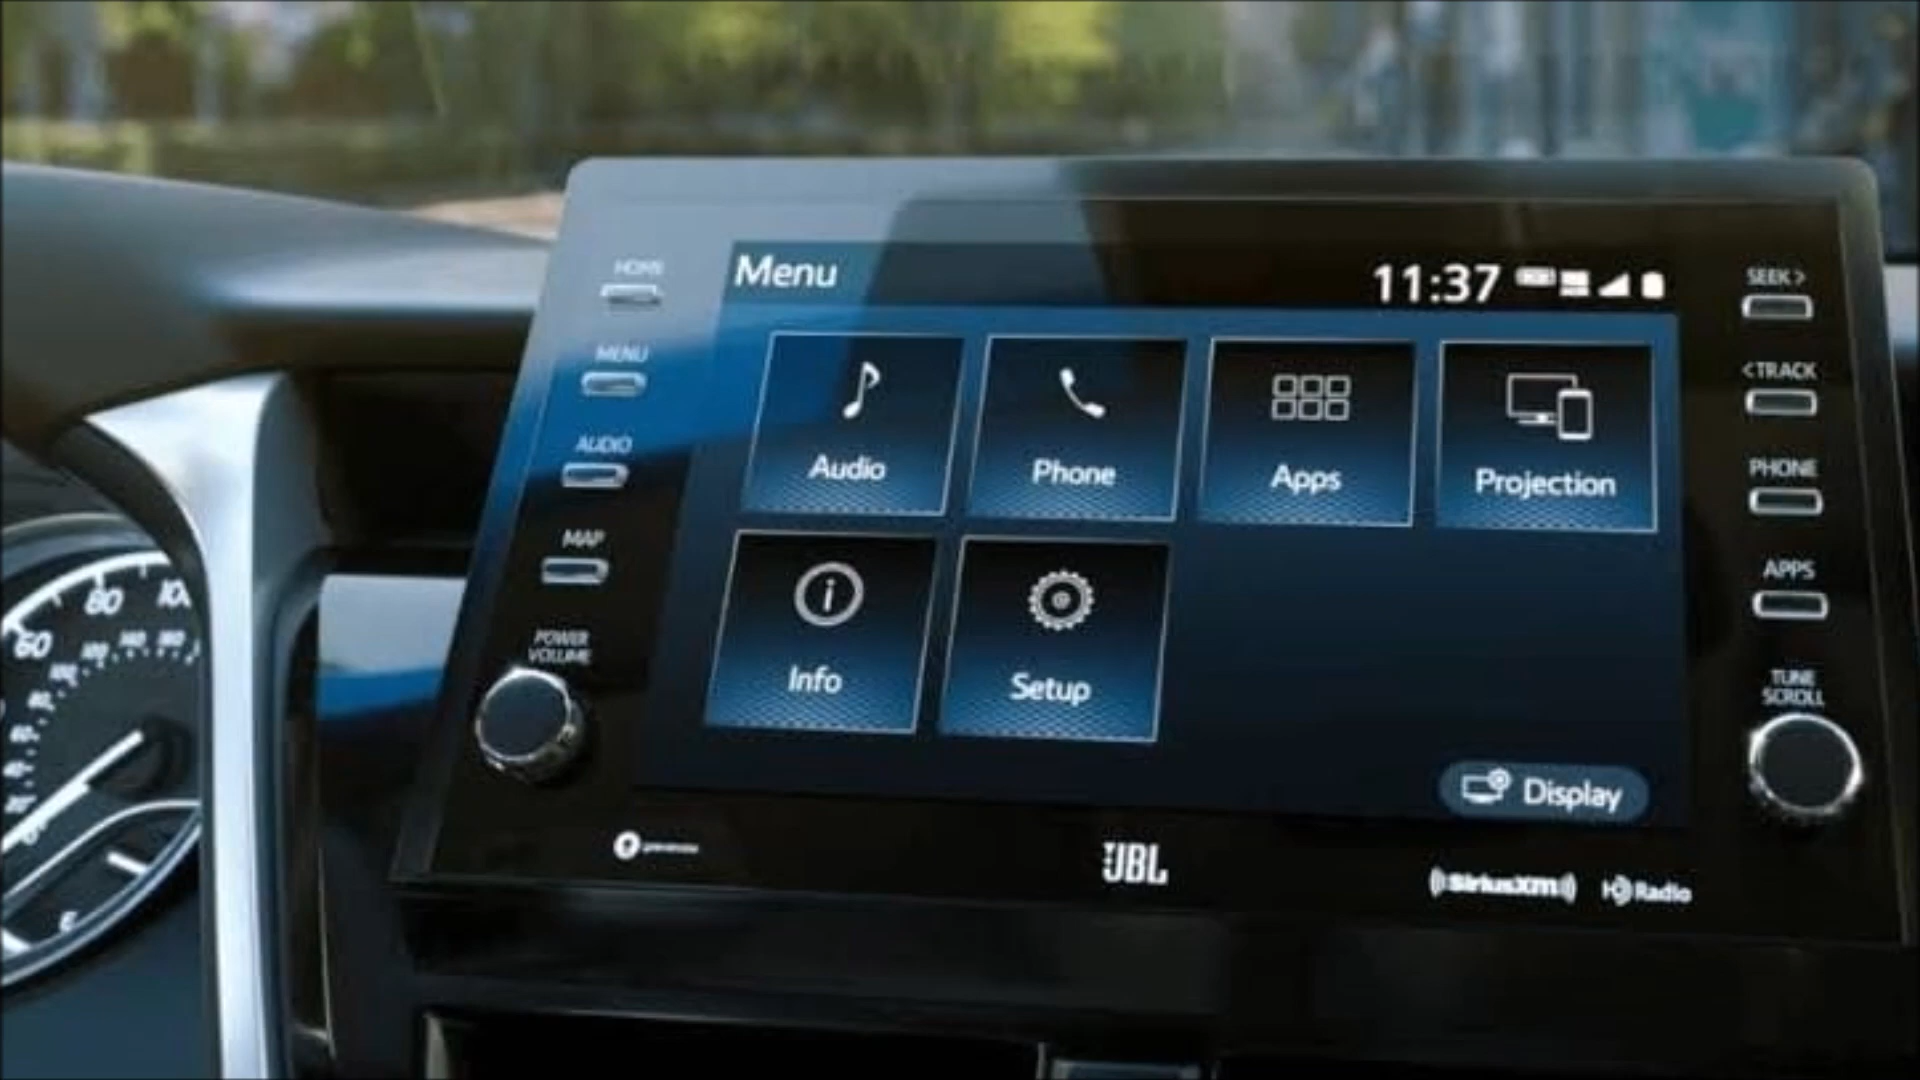 HOME
MENU
AUDIO
MAP
POWER
VOLUME
Menu
11:37
Audio
Phone
Apps
Projection
Info
Setup
Display
SEEK >
< TRACK
PHONE
APPS
TUNE
SCROLL
JBL
SiriusXM
HD Radio
60
80
100
E